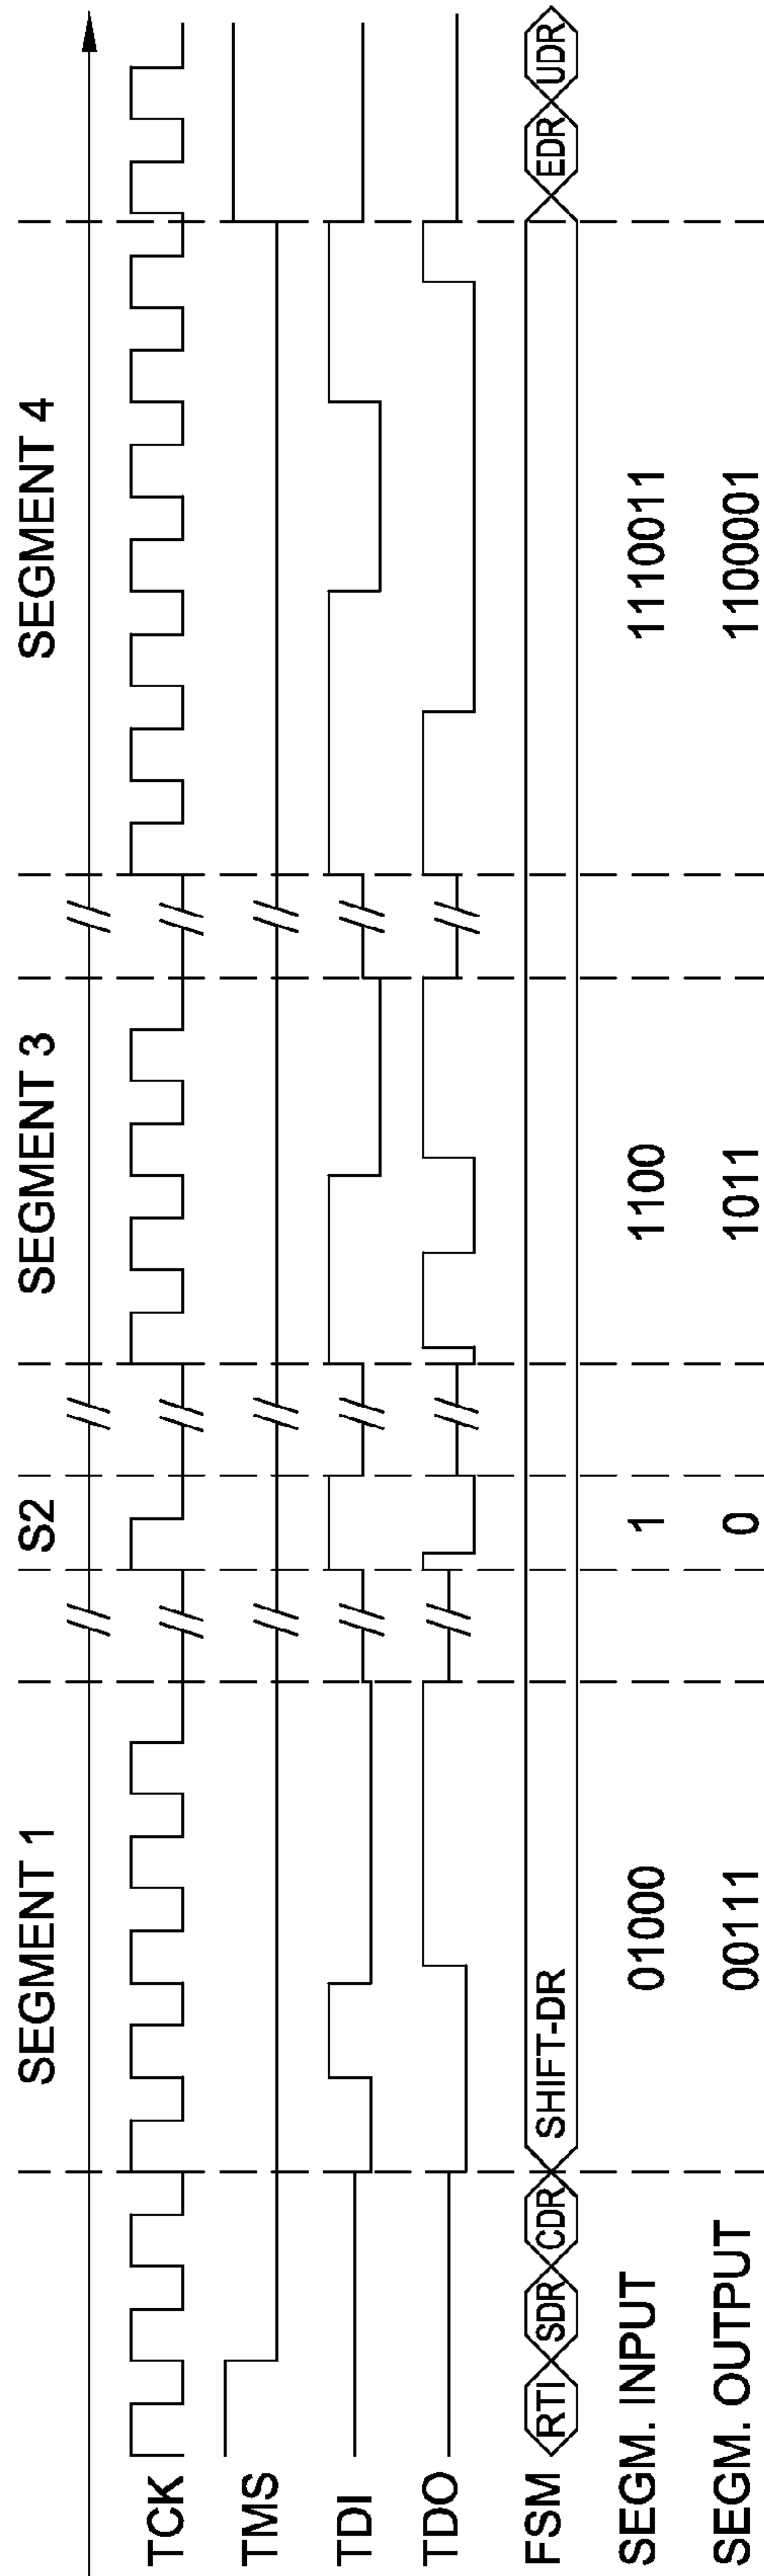 SEGMENT 1 S2 SEGMENT 3 SEGMENT 4
TCK
TMS
TDI
TDO
FSM RTI SDR CDR SHIFT-DR EDR UDR
SEGM. INPUT 01000 1 1100 1110011
SEGM. OUTPUT 00111 0 1011 1100001